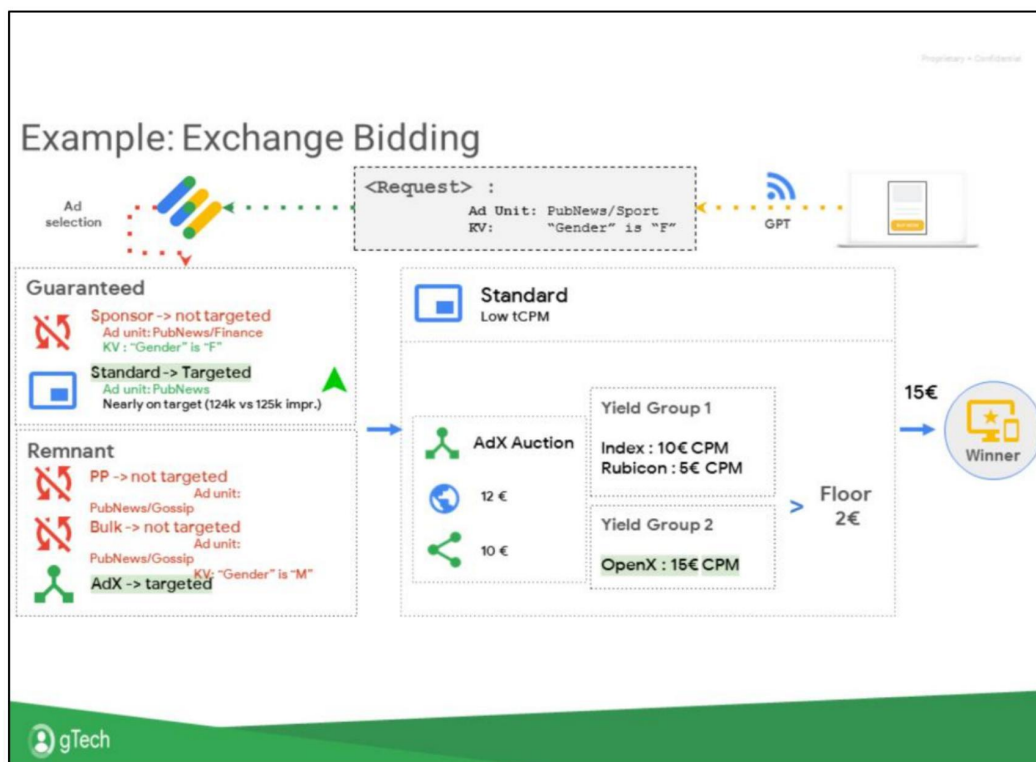 Proprietary + Confidential
Example: Exchange Bidding
Ad
selection
<Request> :
Ad Unit: PubNews/Sport
KV: "Gender" is "F"
GPT
Guaranteed
Sponsor -> not targeted
Ad unit: PubNews/Finance
KV : "Gender" is "F"
Standard -> Targeted
Ad unit: PubNews
Nearly on target (124k vs 125k impr.)
Remnant
PP -> not targeted
Ad unit:
PubNews/Gossip
Bulk -> not targeted
Ad unit:
PubNews/Gossip
KV: "Gender" is "M"
AdX -> targeted
Standard
Low tCPM
AdX Auction
12 €
10 €
Yield Group 1
Index : 10€ CPM
Rubicon : 5€ CPM
Yield Group 2
OpenX : 15€ CPM
>
Floor
2€
15€
Winner
gTech